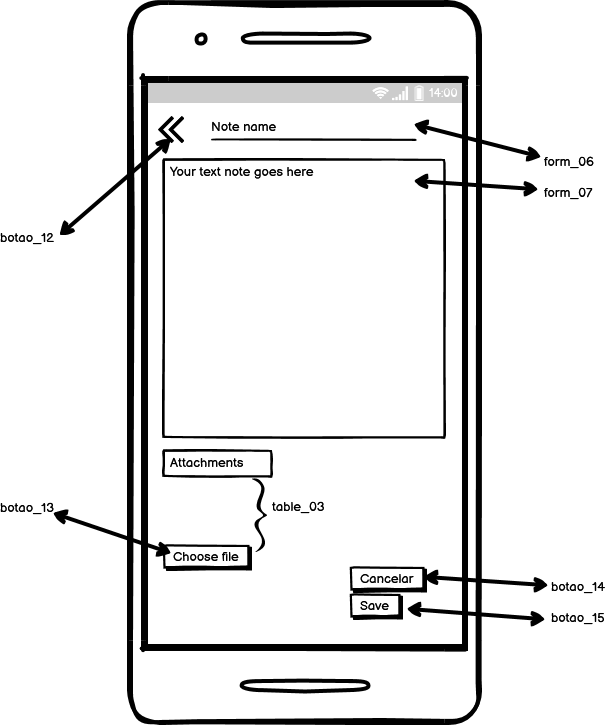 14:00
Note name
form_06
Your text note goes here
form_07
botao_12
Attachments
botao_13
table_03
Choose file
Cancelar
botao_14
Save
botao_15